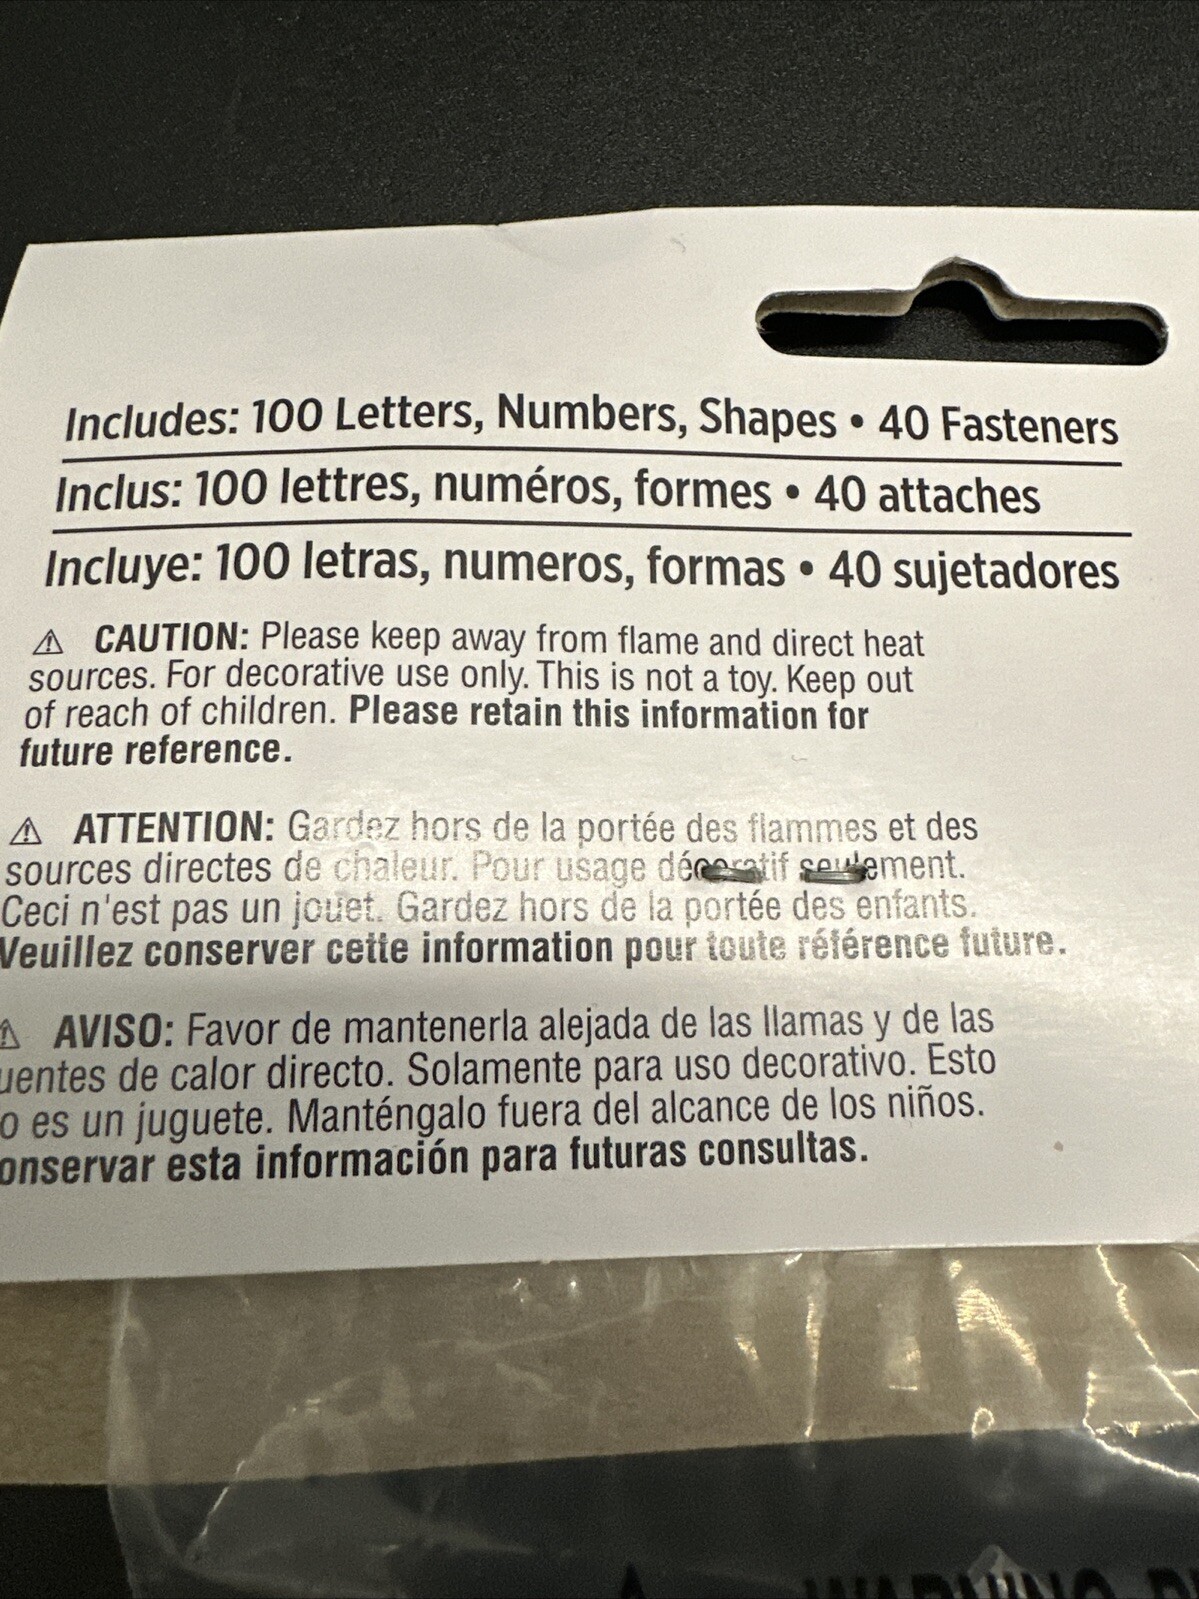 Includes: 100 Letters, Numbers, Shapes • 40 Fasteners
Inclus: 100 lettres, numéros, formes • 40 attaches
Incluye: 100 letras, numeros, formas • 40 sujetadores
⚠ CAUTION: Please keep away from flame and direct heat
sources. For decorative use only. This is not a toy. Keep out
of reach of children. Please retain this information for
future reference.
⚠ ATTENTION: Gardez hors de la portée des flammes et des
sources directes de chaleur. Pour usage décoratif seulement.
Ceci n'est pas un jouet. Gardez hors de la portée des enfants.
Veuillez conserver cette information pour toute référence future.
⚠ AVISO: Favor de mantenerla alejada de las llamas y de las
uentes de calor directo. Solamente para uso decorativo. Esto
o es un juguete. Manténgalo fuera del alcance de los niños.
onservar esta información para futuras consultas.
WARNING